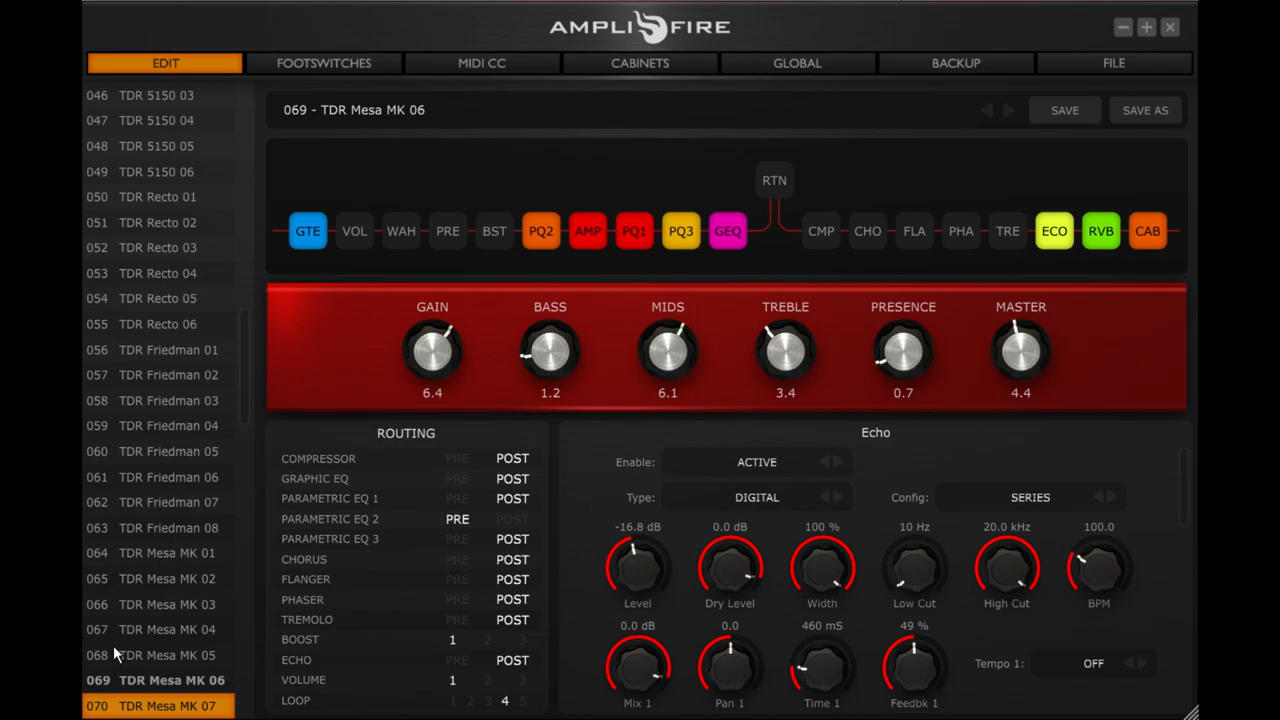 AMPLIFIRE
EDIT FOOTSWITCHES MIDI CC CABINETS GLOBAL BACKUP FILE
046 TDR 5150 03
047 TDR 5150 04
048 TDR 5150 05
049 TDR 5150 06
050 TDR Recto 01
051 TDR Recto 02
052 TDR Recto 03
053 TDR Recto 04
054 TDR Recto 05
055 TDR Recto 06
056 TDR Friedman 01
057 TDR Friedman 02
058 TDR Friedman 03
059 TDR Friedman 04
060 TDR Friedman 05
061 TDR Friedman 06
062 TDR Friedman 07
063 TDR Friedman 08
064 TDR Mesa MK 01
065 TDR Mesa MK 02
066 TDR Mesa MK 03
067 TDR Mesa MK 04
068 TDR Mesa MK 05
069 TDR Mesa MK 06
070 TDR Mesa MK 07
069 - TDR Mesa MK 06 SAVE SAVE AS
RTN
GTE VOL WAH PRE BST PQ2 AMP PQ1 PQ3 GEQ CMP CHO FLA PHA TRE ECO RVB CAB
GAIN BASS MIDS TREBLE PRESENCE MASTER
6.4 1.2 6.1 3.4 0.7 4.4
ROUTING
COMPRESSOR PRE POST
GRAPHIC EQ PRE POST
PARAMETRIC EQ 1 PRE POST
PARAMETRIC EQ 2 PRE POST
PARAMETRIC EQ 3 PRE POST
CHORUS PRE POST
FLANGER PRE POST
PHASER PRE POST
TREMOLO PRE POST
BOOST 1 2 3
ECHO PRE POST
VOLUME 1 2 3
LOOP 1 2 3 4 5
Echo
Enable: ACTIVE
Type: DIGITAL Config: SERIES
-16.8 dB 0.0 dB 100 % 10 Hz 20.0 kHz 100.0
Level Dry Level Width Low Cut High Cut BPM
0.0 dB 0.0 460 mS 49 %
Tempo 1: OFF
Mix 1 Pan 1 Time 1 Feedbk 1